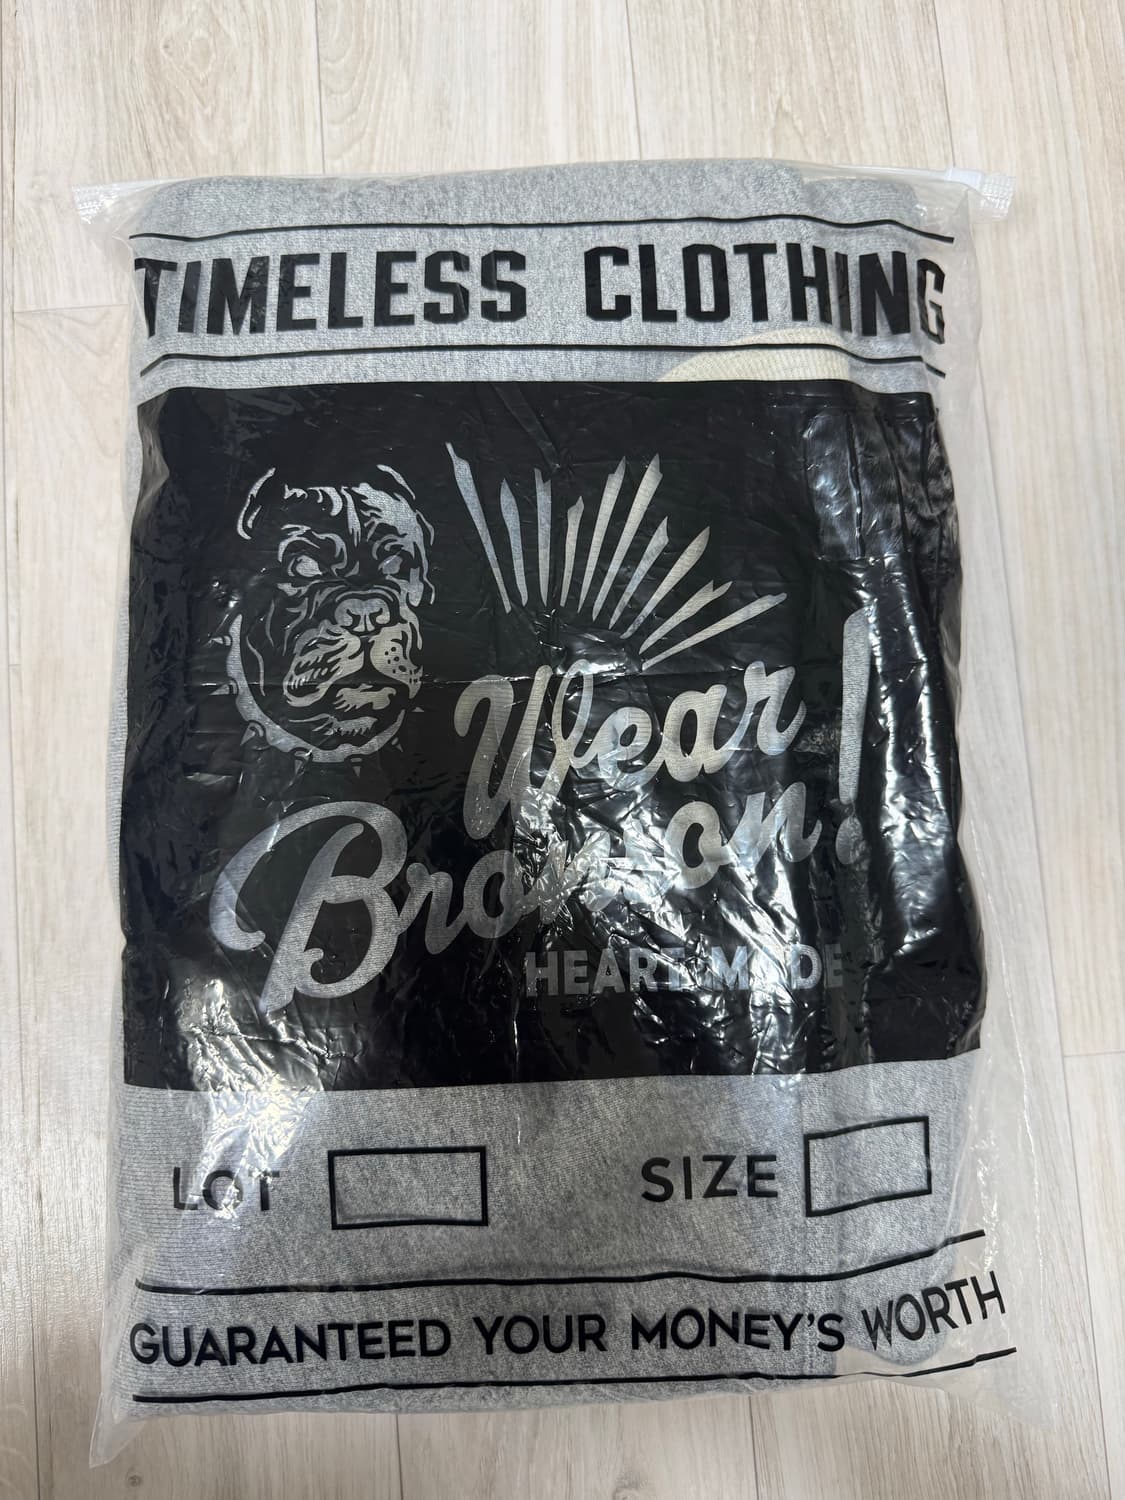 TIMELESS CLOTHING
Wear
Bronson!
HEART MADE
LOT
SIZE
GUARANTEED YOUR MONEY'S WORTH